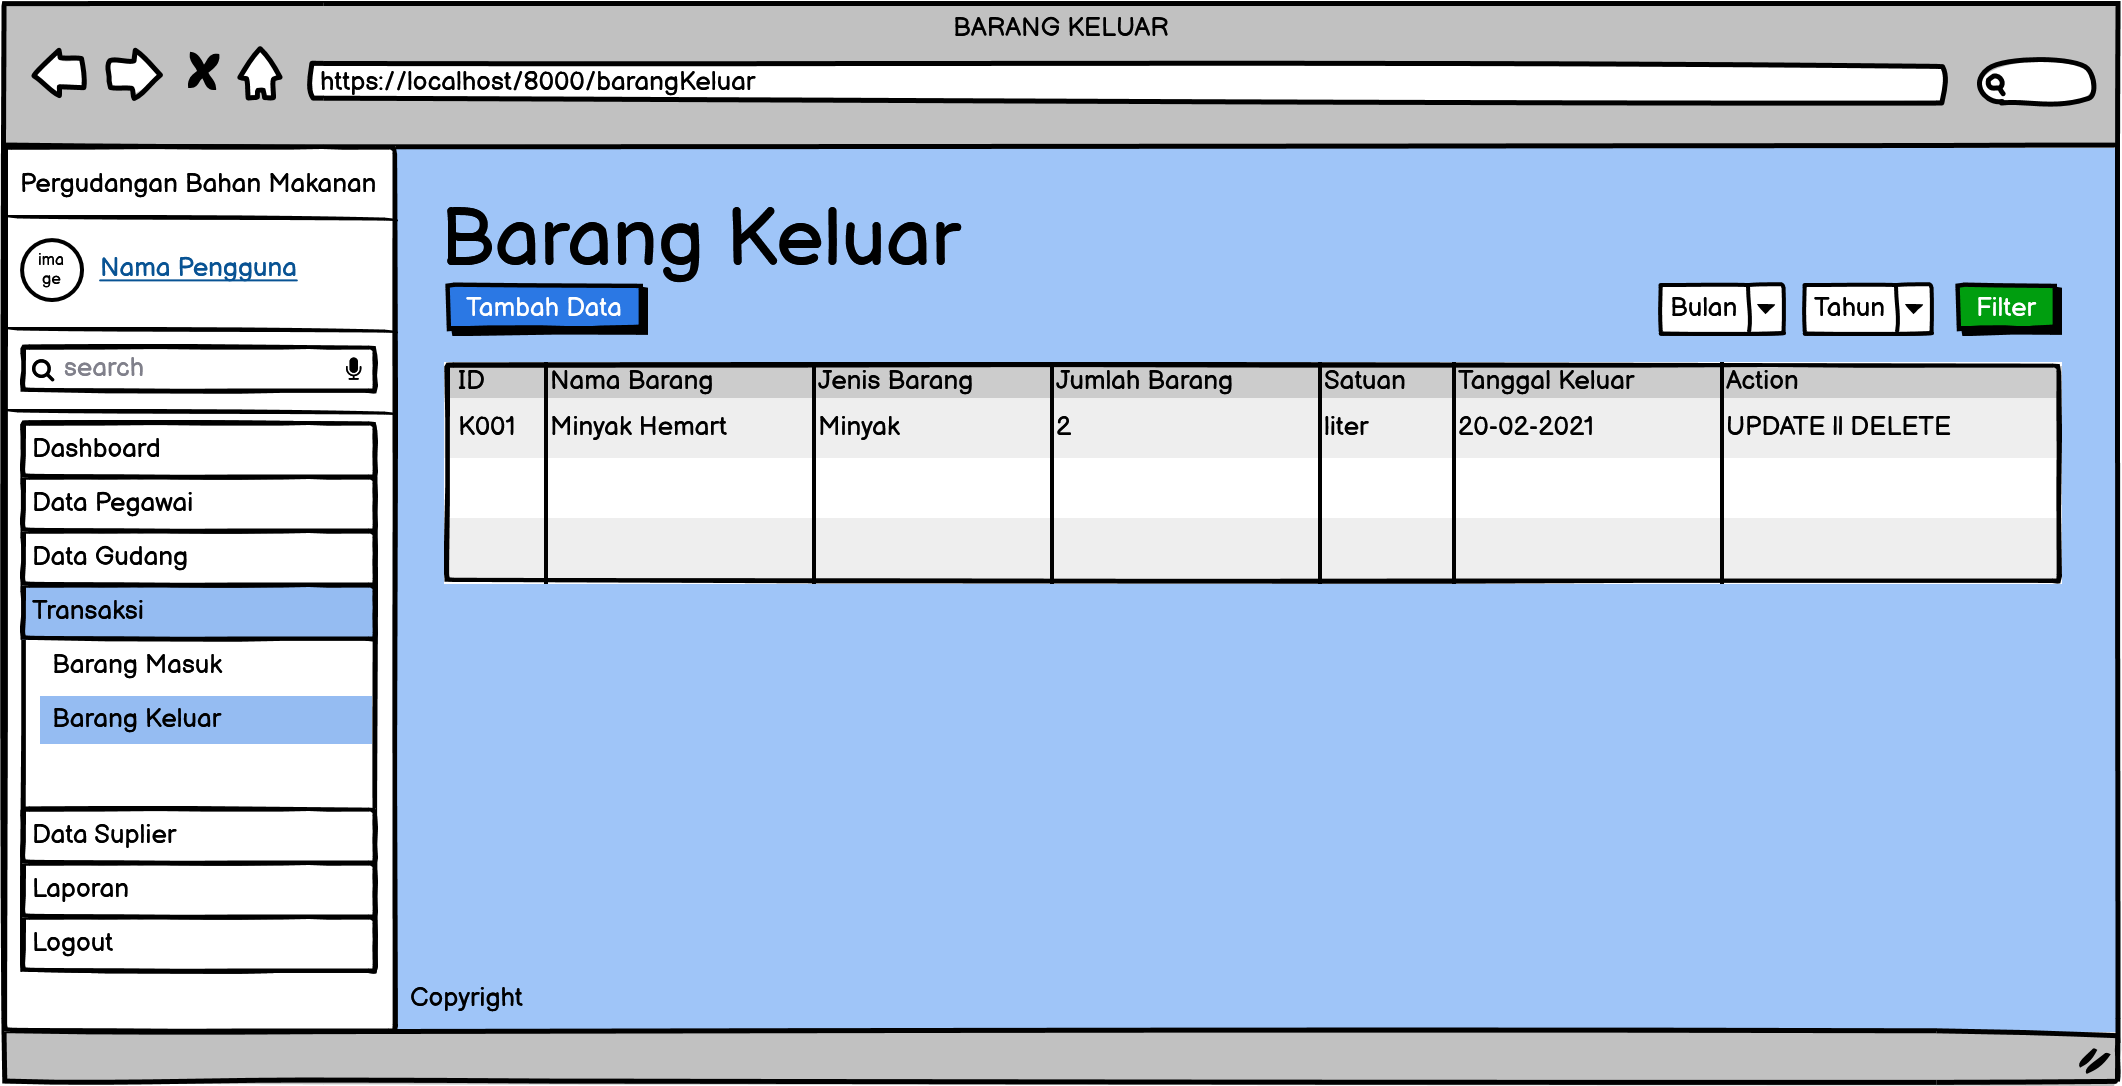 BARANG KELUAR
https://localhost/8000/barangKeluar
Pergudangan Bahan Makanan
ima
ge
Nama Pengguna
search
Dashboard
Data Pegawai
Data Gudang
Transaksi
Barang Masuk
Barang Keluar
Data Suplier
Laporan
Logout
Barang Keluar
Tambah Data
Bulan
Tahun
Filter
ID Nama Barang Jenis Barang Jumlah Barang Satuan Tanggal Keluar Action
K001 Minyak Hemart Minyak 2 liter 20-02-2021 UPDATE || DELETE
Copyright